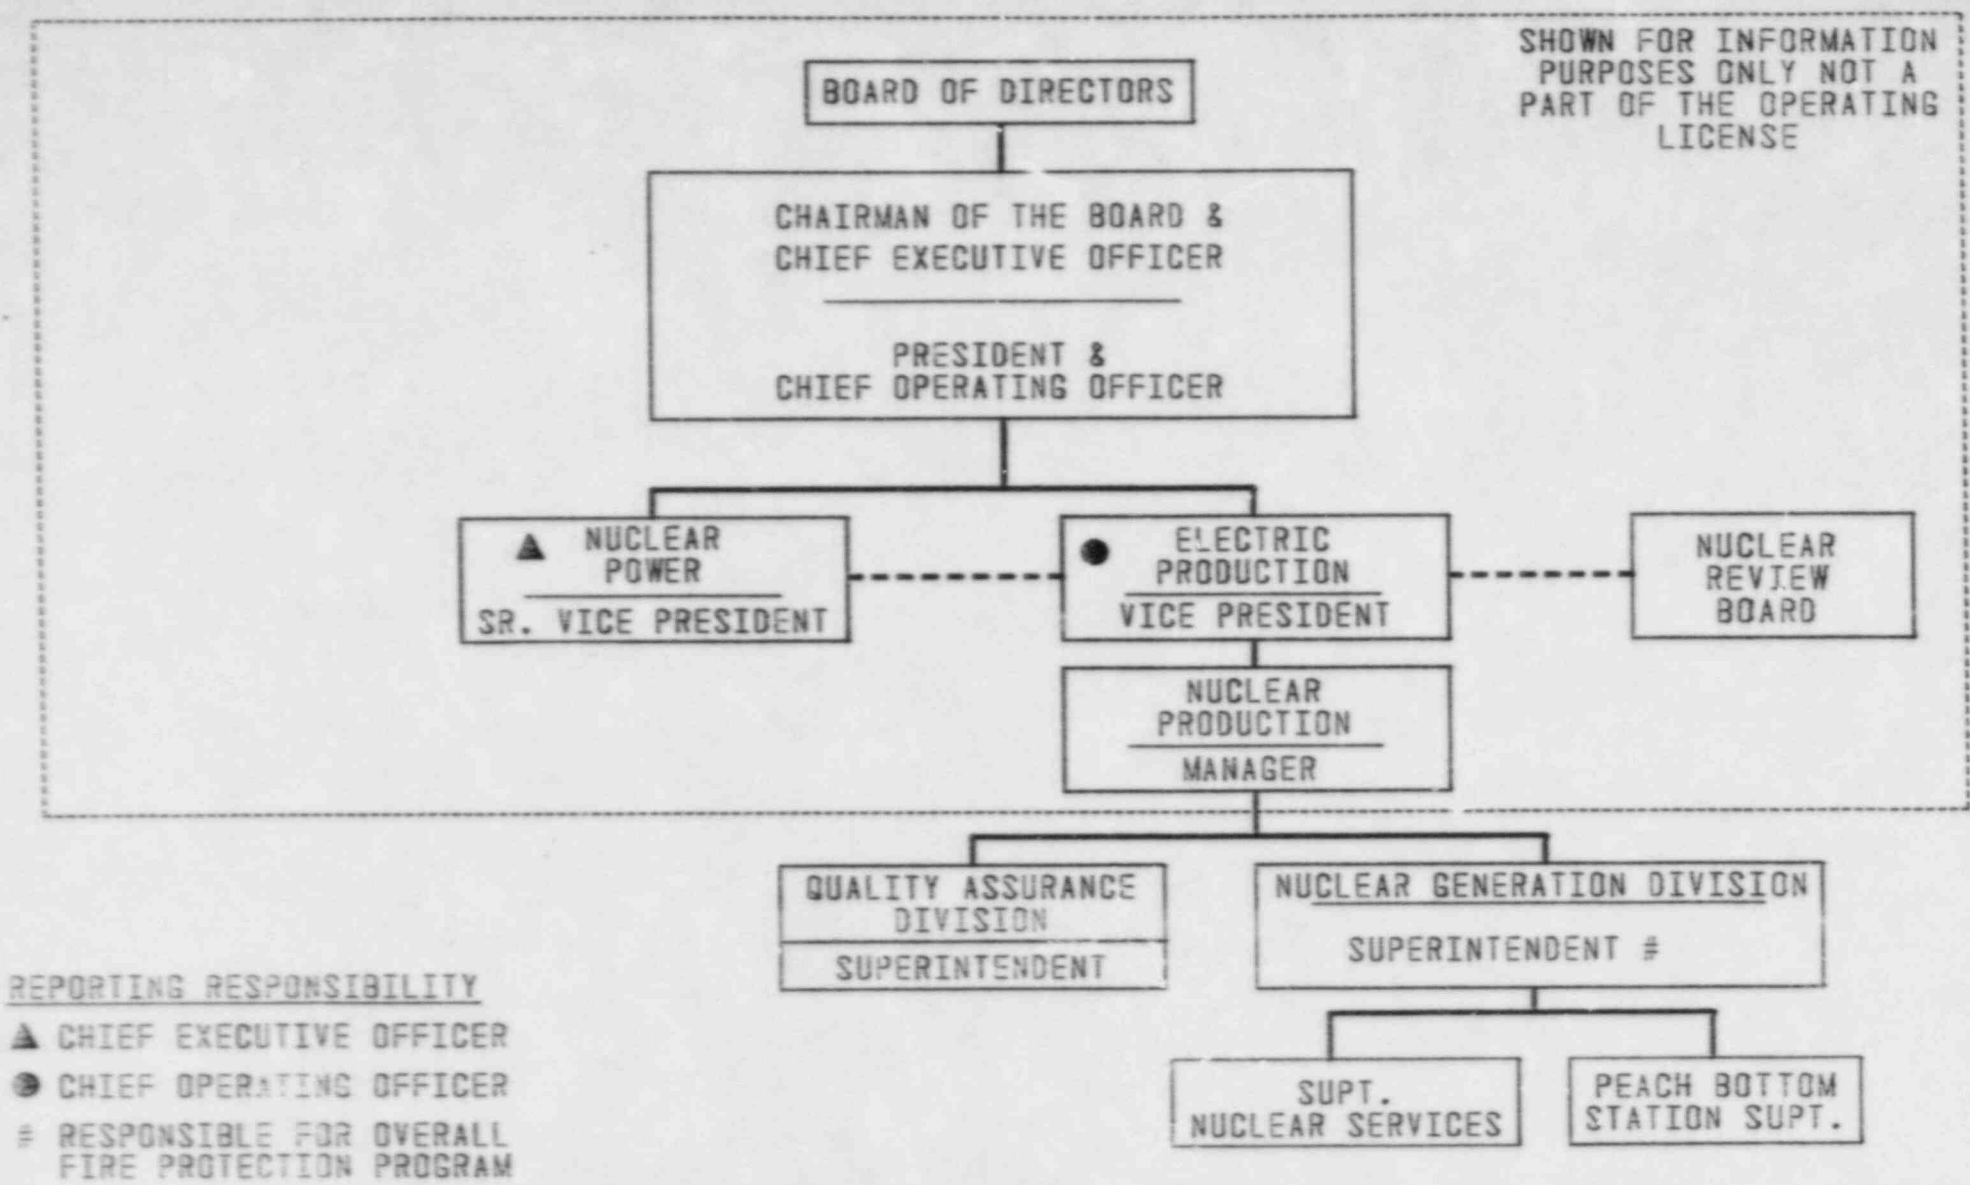 SHOWN FOR INFORMATION
PURPOSES ONLY NOT A
PART OF THE OPERATING
LICENSE
BOARD OF DIRECTORS
CHAIRMAN OF THE BOARD &
CHIEF EXECUTIVE OFFICER
PRESIDENT &
CHIEF OPERATING OFFICER
▲ NUCLEAR
POWER
SR. VICE PRESIDENT
● ELECTRIC
PRODUCTION
VICE PRESIDENT
NUCLEAR
REVIEW
BOARD
NUCLEAR
PRODUCTION
MANAGER
QUALITY ASSURANCE
DIVISION
SUPERINTENDENT
NUCLEAR GENERATION DIVISION
SUPERINTENDENT #
SUPT.
NUCLEAR SERVICES
PEACH BOTTOM
STATION SUPT.
REPORTING RESPONSIBILITY
▲ CHIEF EXECUTIVE OFFICER
● CHIEF OPERATING OFFICER
# RESPONSIBLE FOR OVERALL
FIRE PROTECTION PROGRAM